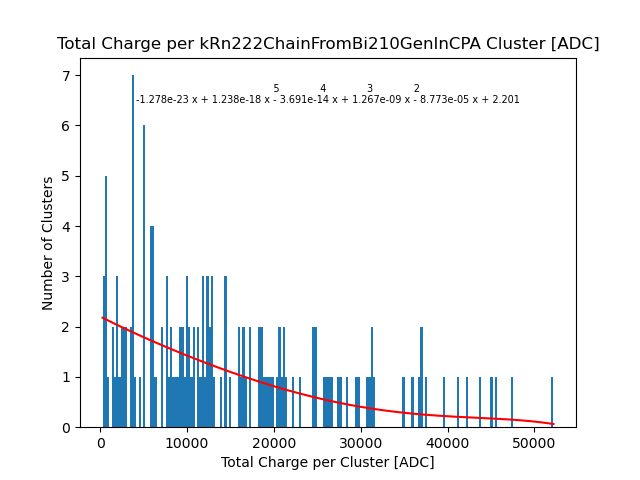 Total Charge per kRn222ChainFromBi210GenInCPA Cluster [ADC]
5 4 3 2
-1.278e-23 x + 1.238e-18 x - 3.691e-14 x + 1.267e-09 x - 8.773e-05 x + 2.201
Number of Clusters
7
6
5
4
3
2
1
0
0 10000 20000 30000 40000 50000
Total Charge per Cluster [ADC]